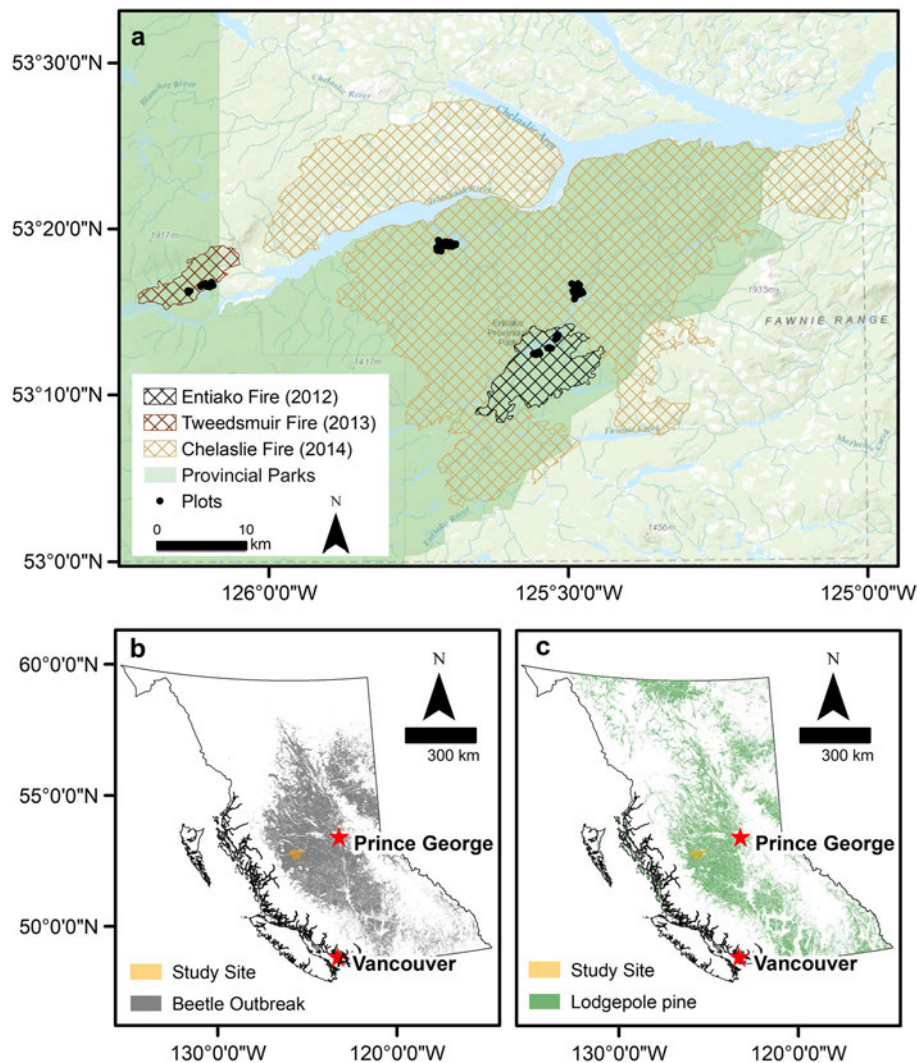 a
53°30'0"N
53°20'0"N
53°10'0"N
53°0'0"N
Chelaslie River
Chelaslie Arm
River
1917m
1935m
FAWNIE RANGE
Entiako
Provincial
Park
1417m
1456m
Entiako Fire (2012)
Tweedsmuir Fire (2013)
Chelaslie Fire (2014)
Provincial Parks
Plots
N
0 10
km
126°0'0"W
125°30'0"W
125°0'0"W
b
60°0'0"N
55°0'0"N
50°0'0"N
N
300 km
Prince George
Vancouver
Study Site
Beetle Outbreak
130°0'0"W
120°0'0"W
c
N
300 km
Prince George
Vancouver
Study Site
Lodgepole pine
130°0'0"W
120°0'0"W